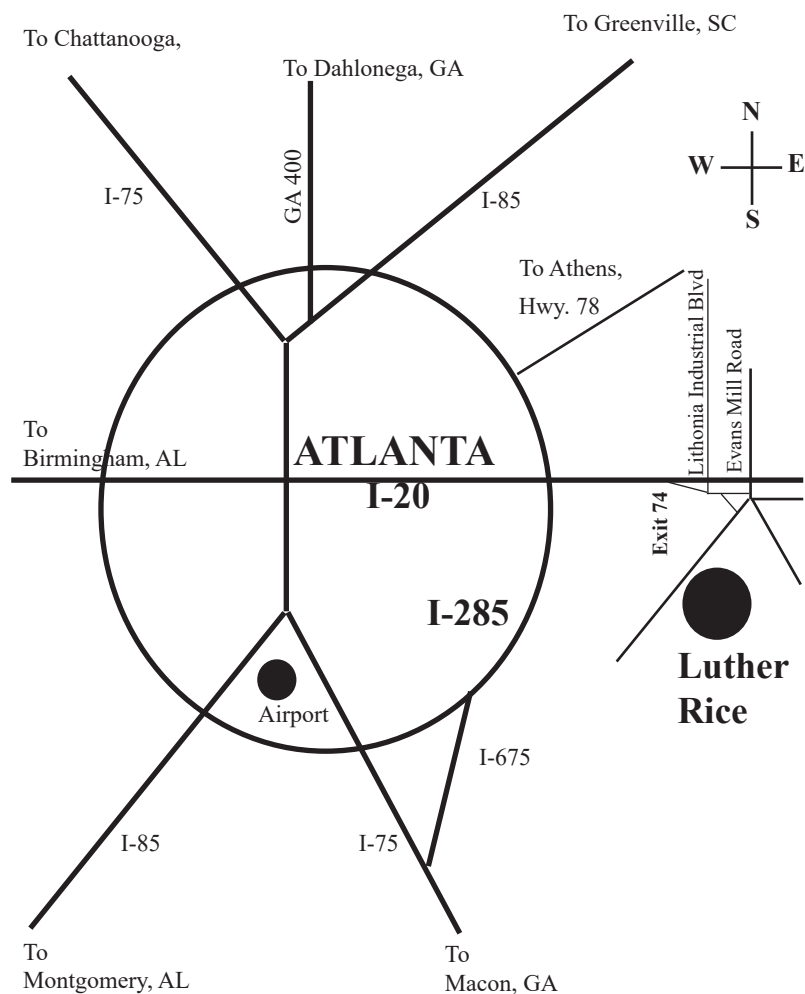 To Greenville, SC
To Chattanooga,
To Dahlonega, GA
N
W
E
S
I-75
GA 400
I-85
To Athens,
Hwy. 78
Lithonia Industrial Blvd
Evans Mill Road
To
Birmingham, AL
ATLANTA
I-20
Exit 74
I-285
Luther
Rice
Airport
I-675
I-85
I-75
To
Montgomery, AL
To
Macon, GA